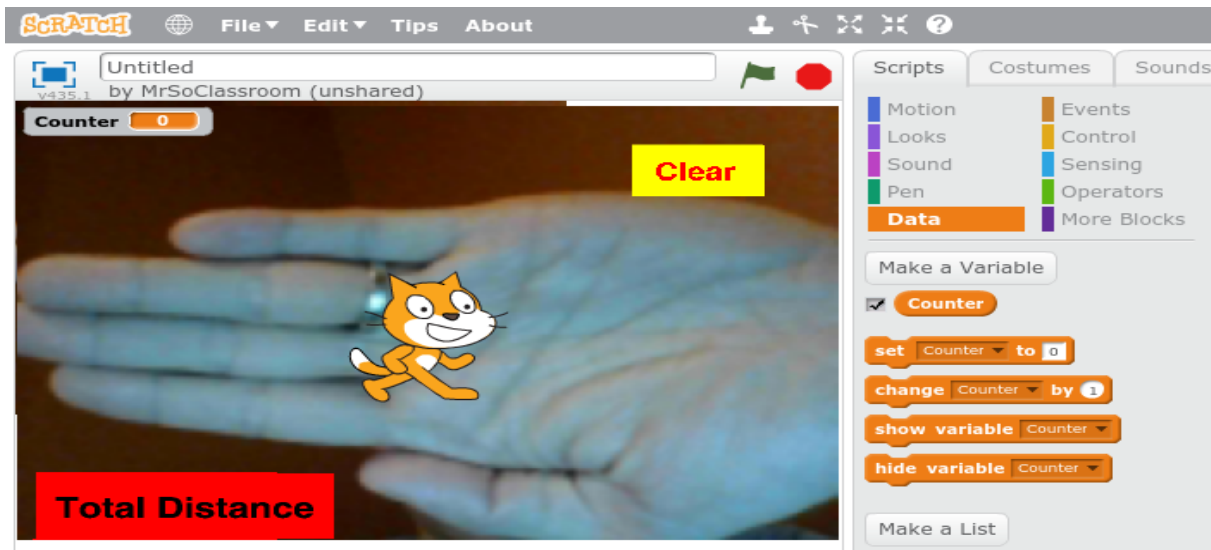 SCRATCH File Edit Tips About
Untitled
v435.1 by MrSoClassroom (unshared)
Counter 0
Clear
Total Distance
Scripts Costumes Sounds
Motion Events
Looks Control
Sound Sensing
Pen Operators
Data More Blocks
Make a Variable
Counter
set Counter to 0
change Counter by 1
show variable Counter
hide variable Counter
Make a List